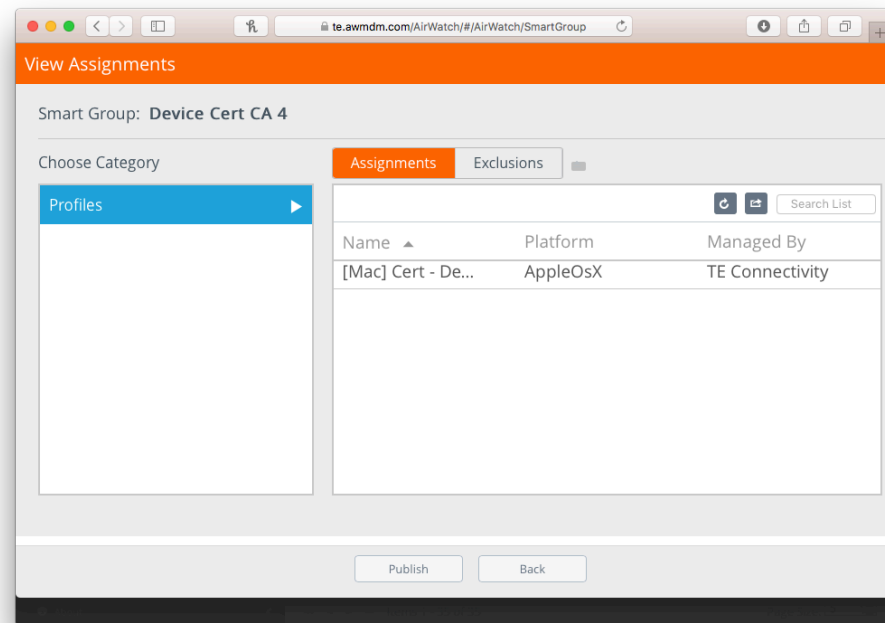 te.awmdm.com/AirWatch/#/AirWatch/SmartGroup
View Assignments
Smart Group: Device Cert CA 4
Choose Category
Assignments Exclusions
Profiles
Search List
Name Platform Managed By
[Mac] Cert - De... AppleOsX TE Connectivity
Publish Back